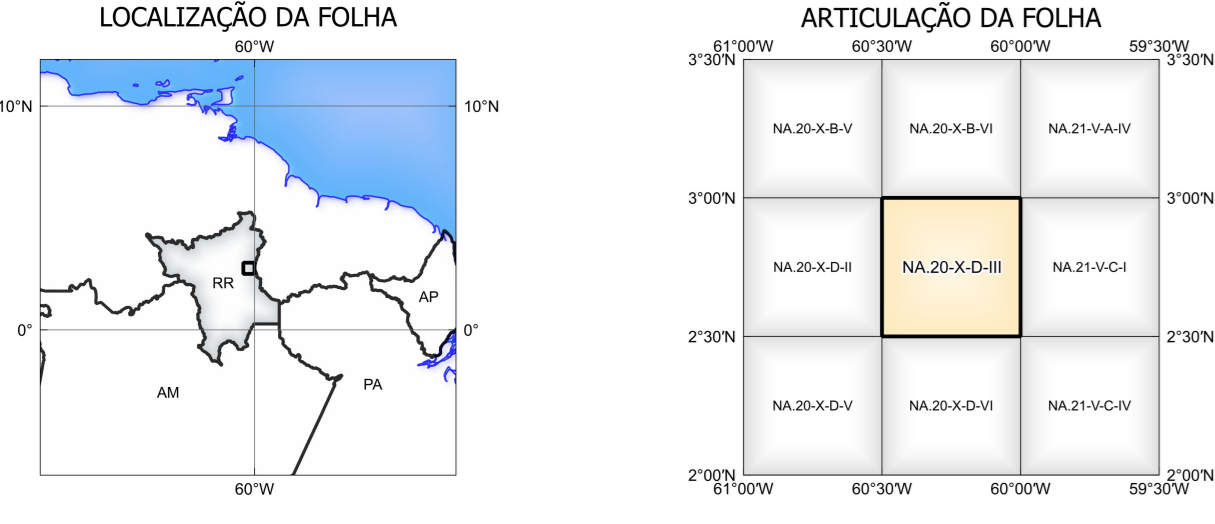 LOCALIZAÇÃO DA FOLHA
60°W
10°N
10°N
RR
AP
0°
0°
AM
PA
60°W
ARTICULAÇÃO DA FOLHA
61°00'W 60°30'W 60°00'W 59°30'W
3°30'N 3°30'N
NA.20-X-B-V NA.20-X-B-VI NA.21-V-A-IV
3°00'N 3°00'N
NA.20-X-D-II NA.20-X-D-III NA.21-V-C-I
2°30'N 2°30'N
NA.20-X-D-V NA.20-X-D-VI NA.21-V-C-IV
2°00'N 2°00'N
61°00'W 60°30'W 60°00'W 59°30'W